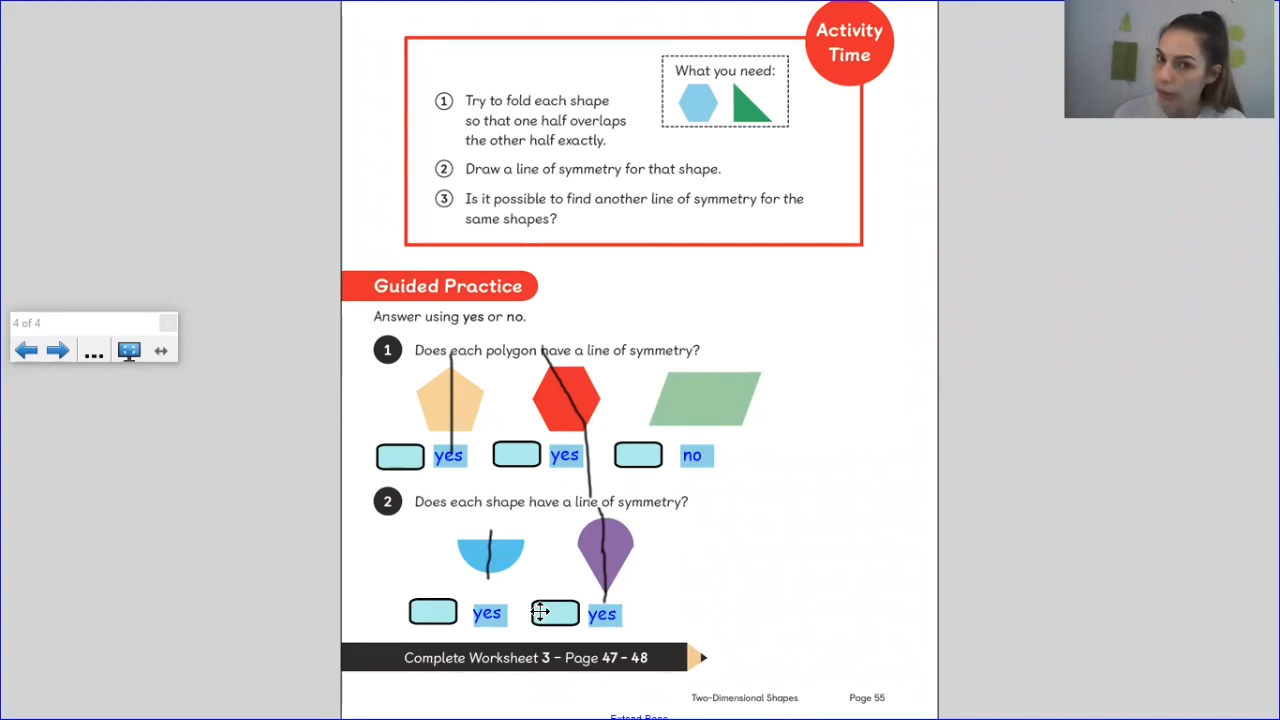 Activity
Time
What you need:
1 Try to fold each shape
so that one half overlaps
the other half exactly.
2 Draw a line of symmetry for that shape.
3 Is it possible to find another line of symmetry for the
same shapes?
Guided Practice
Answer using yes or no.
4 of 4
1 Does each polygon have a line of symmetry?
yes yes no
2 Does each shape have a line of symmetry?
yes yes
Complete Worksheet 3 – Page 47 - 48
Two-Dimensional Shapes Page 55
Extend Page